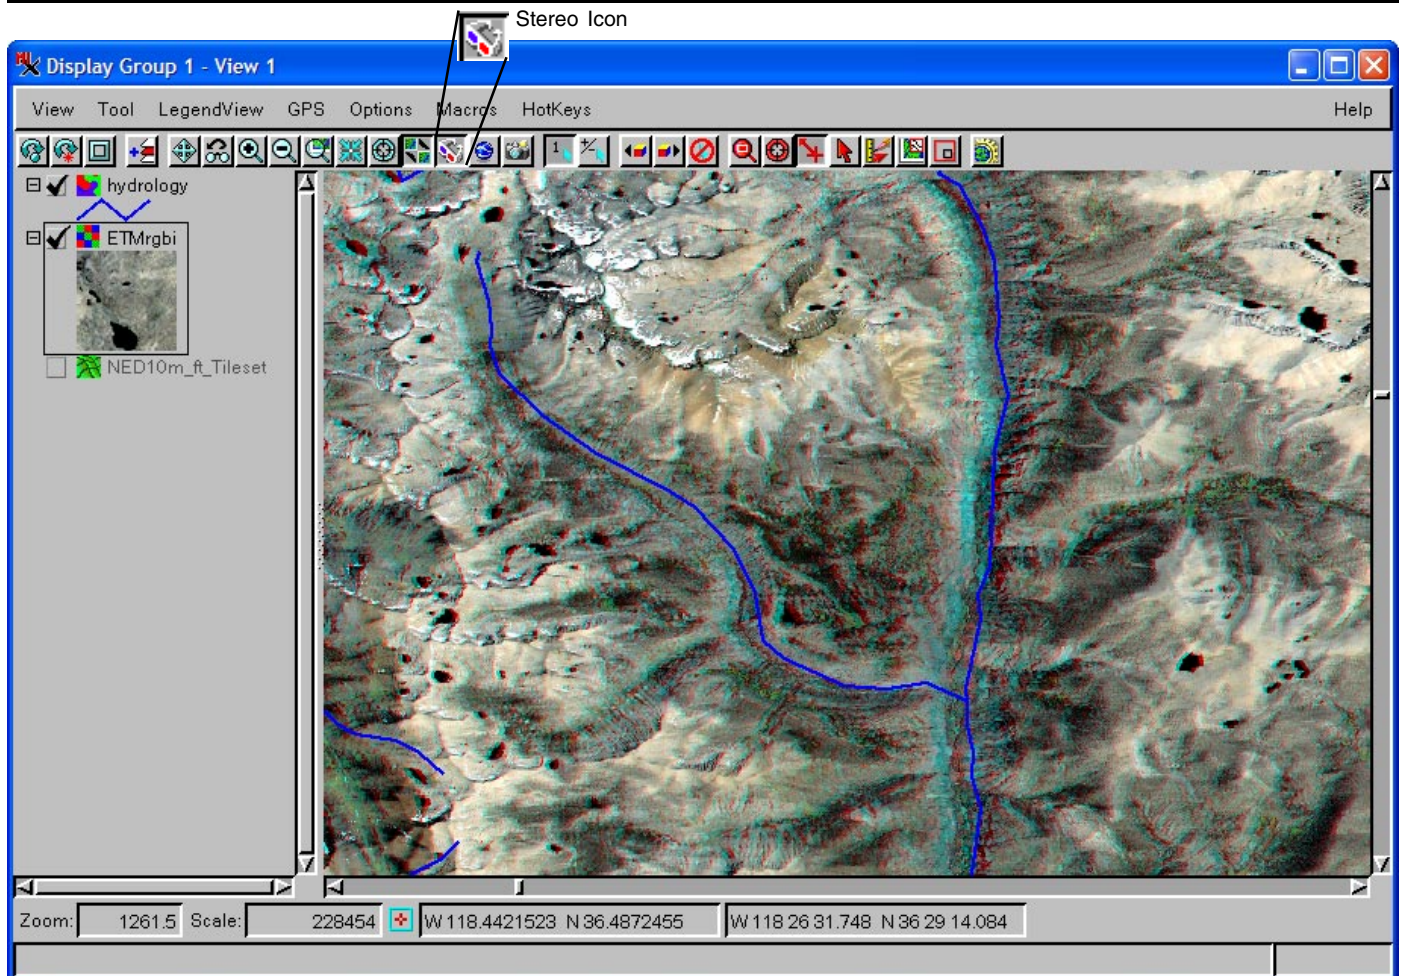 Stereo Icon
Display Group 1 - View 1
View Tool LegendView GPS Options Macros HotKeys Help
1
hydrology
ETMrgbi
NED10m_ft_Tileset
Zoom: 1261.5 Scale: 228454 W 118.4421523 N 36.4872455 W 118 26 31.748 N 36 29 14.084